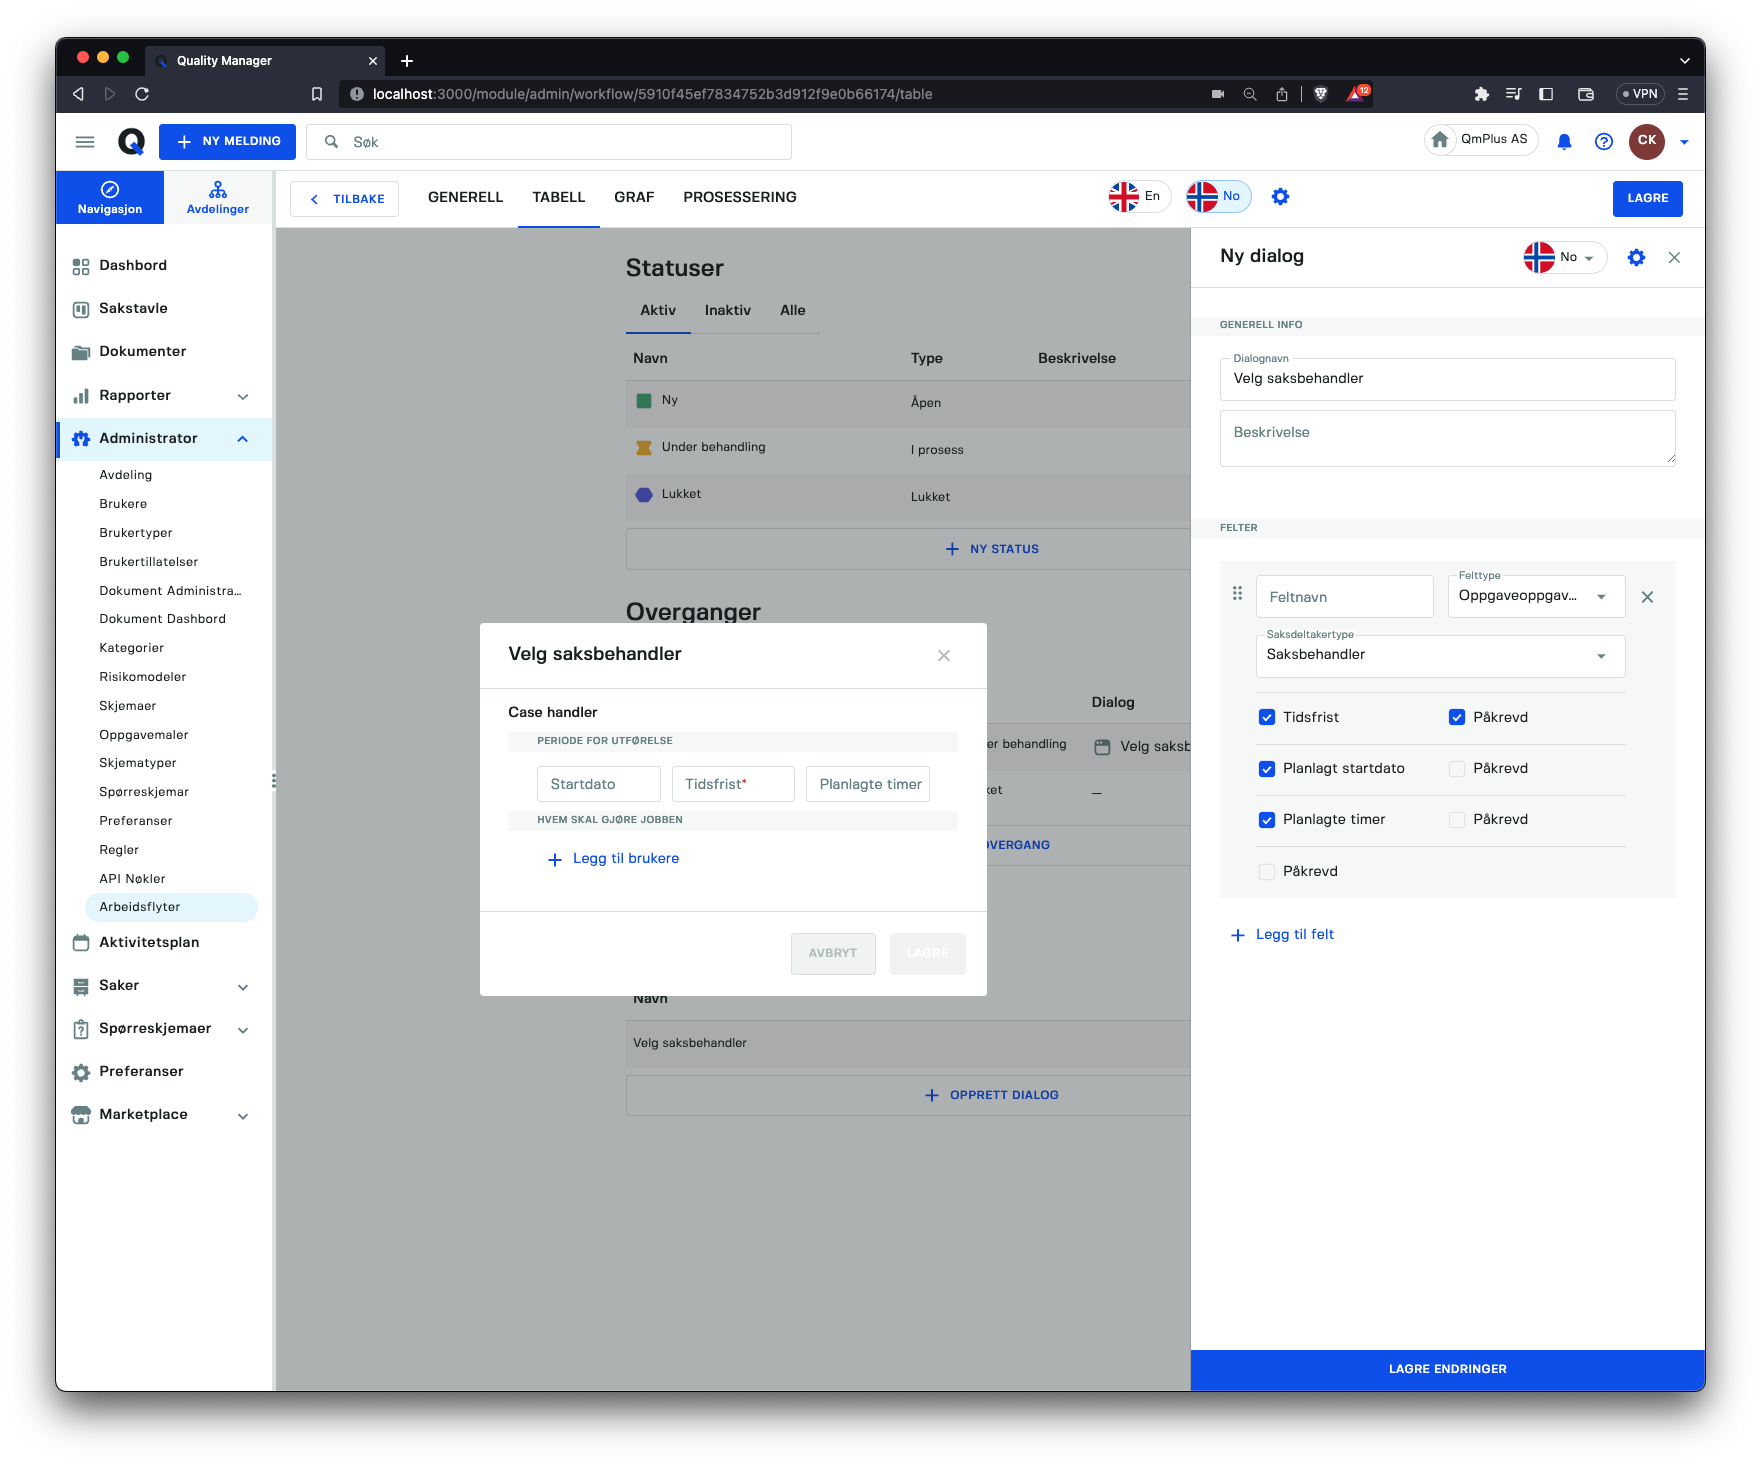 Quality Manager
localhost:3000/module/admin/workflow/5910f45ef7834752b3d912f9e0b66174/table
12
VPN
NY MELDING
Søk
QmPlus AS
CK
Navigasjon
Avdelinger
TILBAKE
GENERELL
TABELL
GRAF
PROSESSERING
En
No
LAGRE
Dashbord
Sakstavle
Dokumenter
Rapporter
Administrator
Avdeling
Brukere
Brukertyper
Brukertillatelser
Dokument Administra...
Dokument Dashbord
Kategorier
Risikomodeler
Skjemaer
Oppgavemaler
Skjematyper
Spørreskjemar
Preferanser
Regler
API Nøkler
Arbeidsflyter
Aktivitetsplan
Saker
Spørreskjemaer
Preferanser
Marketplace
Statuser
Aktiv
Inaktiv
Alle
Navn
Type
Beskrivelse
Ny
Åpen
Under behandling
I prosess
Lukket
Lukket
NY STATUS
Overganger
Dialog
er behandling
Velg saksb
ket
—
OVERGANG
Velg saksbehandler
Case handler
PERIODE FOR UTFØRELSE
Startdato
Tidsfrist*
Planlagte timer
HVEM SKAL GJØRE JOBBEN
Legg til brukere
AVBRYT
LAGRE
Navn
Velg saksbehandler
OPPRETT DIALOG
Ny dialog
No
GENERELL INFO
Dialognavn
Velg saksbehandler
Beskrivelse
FELTER
Feltnavn
Felttype
Oppgaveoppgav...
Saksdeltakertype
Saksbehandler
Tidsfrist
Påkrevd
Planlagt startdato
Påkrevd
Planlagte timer
Påkrevd
Påkrevd
Legg til felt
LAGRE ENDRINGER